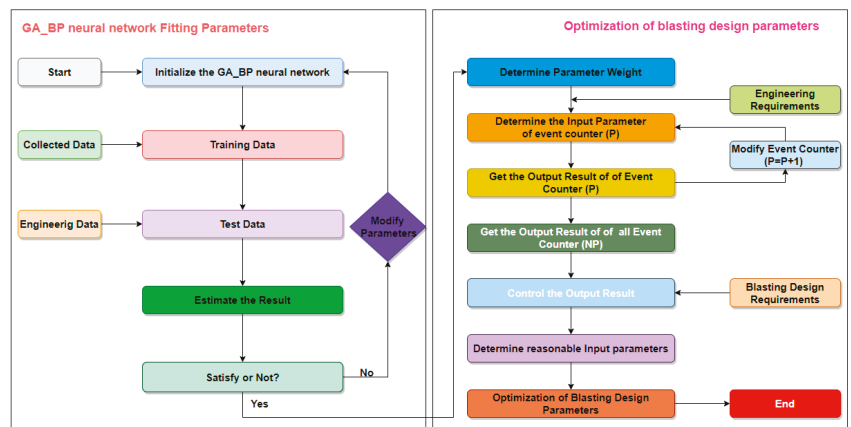 GA_BP neural network Fitting Parameters
Start
Initialize the GA_BP neural network
Collected Data
Training Data
Engineerig Data
Test Data
Modify
Parameters
Estimate the Result
Satisfy or Not?
No
Yes
Optimization of blasting design parameters
Determine Parameter Weight
Engineering
Requirements
Determine the Input Parameter
of event counter (P)
Modify Event Counter
(P=P+1)
Get the Output Result of of Event
Counter (P)
Get the Output Result of of all Event
Counter (NP)
Control the Output Result
Blasting Design
Requirements
Determine reasonable Input parameters
Optimization of Blasting Design
Parameters
End